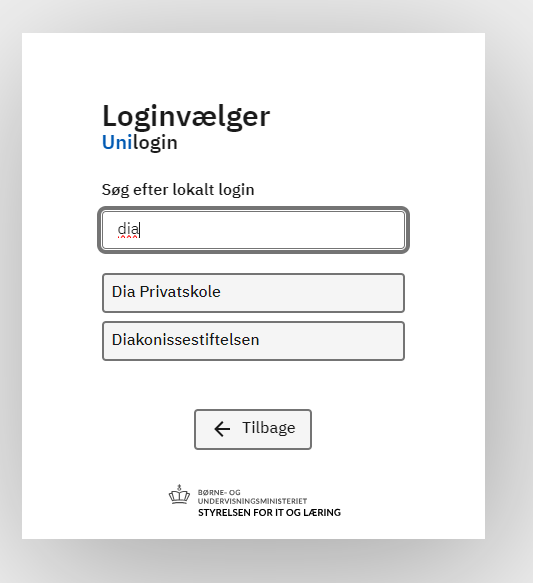 Loginvælger
Unilogin
Søg efter lokalt login
dia
Dia Privatskole
Diakonissestiftelsen
Tilbage
BØRNE- OG
UNDERVISNINGSMINISTERIET
STYRELSEN FOR IT OG LÆRING